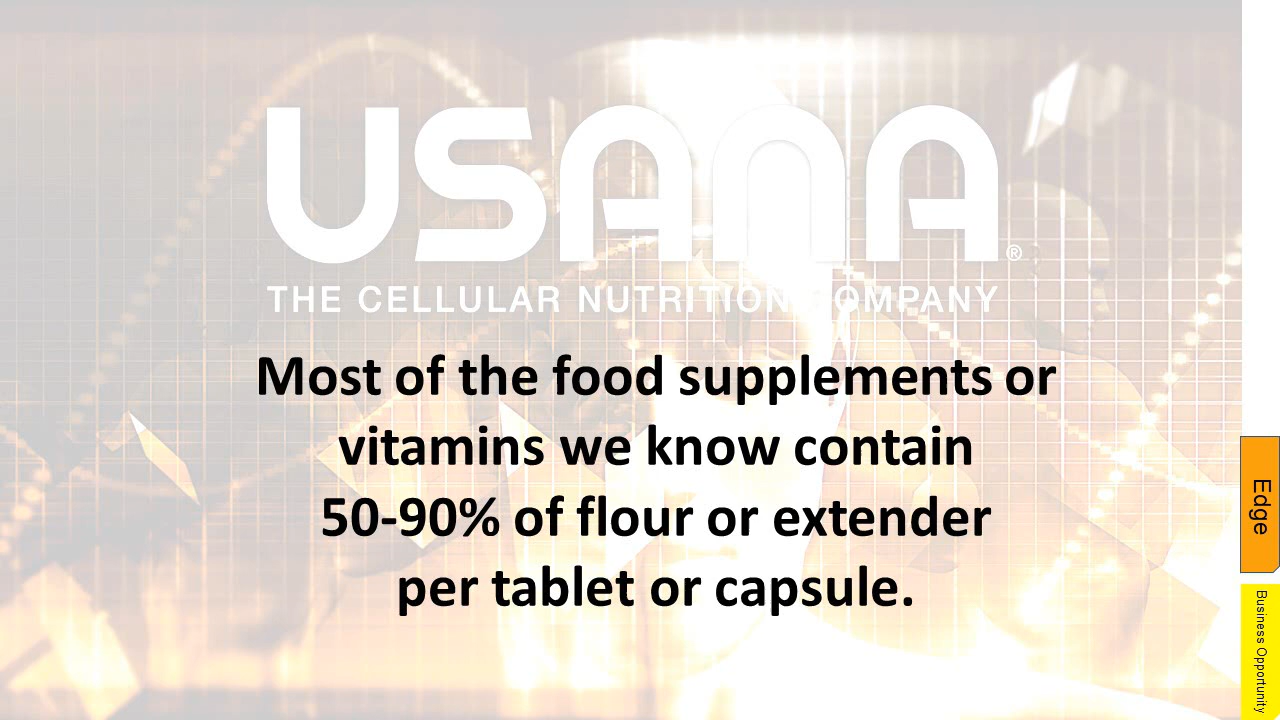 USANA®
THE CELLULAR NUTRITION COMPANY
Most of the food supplements or
vitamins we know contain
50-90% of flour or extender
per tablet or capsule.
Edge
Business Opportunity